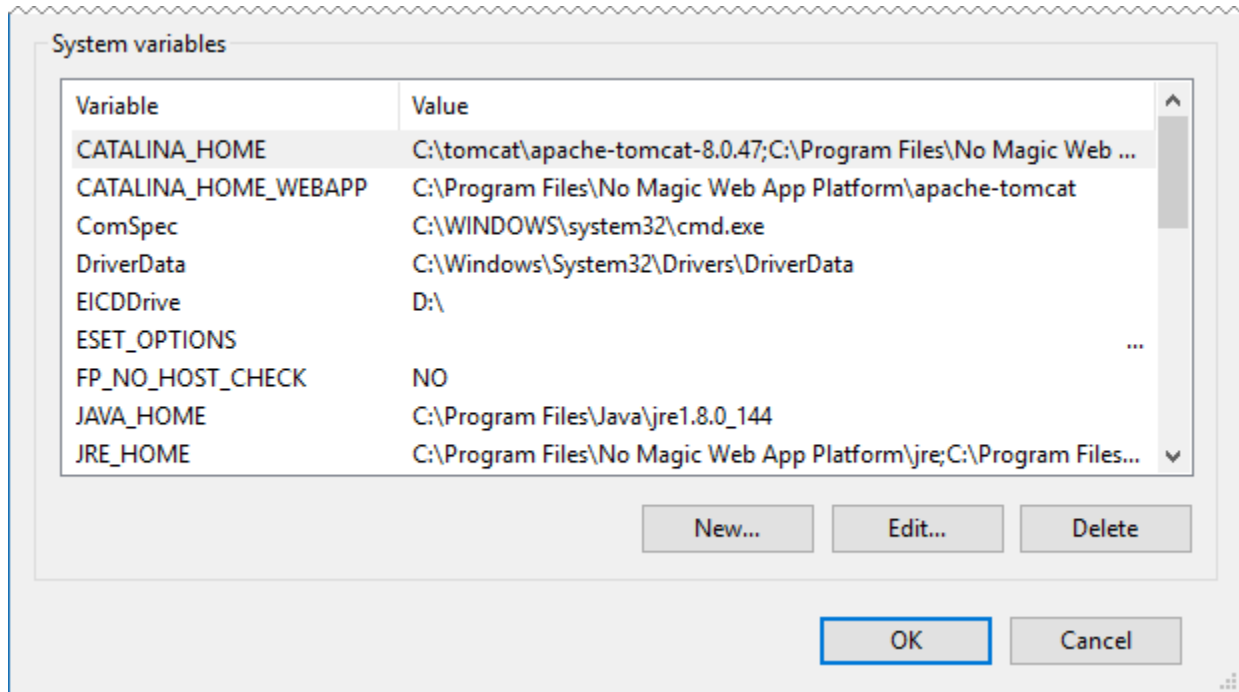 System variables
Variable Value
CATALINA_HOME C:\tomcat\apache-tomcat-8.0.47;C:\Program Files\No Magic Web ...
CATALINA_HOME_WEBAPP C:\Program Files\No Magic Web App Platform\apache-tomcat
ComSpec C:\WINDOWS\system32\cmd.exe
DriverData C:\Windows\System32\Drivers\DriverData
EICDDrive D:\
ESET_OPTIONS ...
FP_NO_HOST_CHECK NO
JAVA_HOME C:\Program Files\Java\jre1.8.0_144
JRE_HOME C:\Program Files\No Magic Web App Platform\jre;C:\Program Files...
New... Edit... Delete
OK Cancel